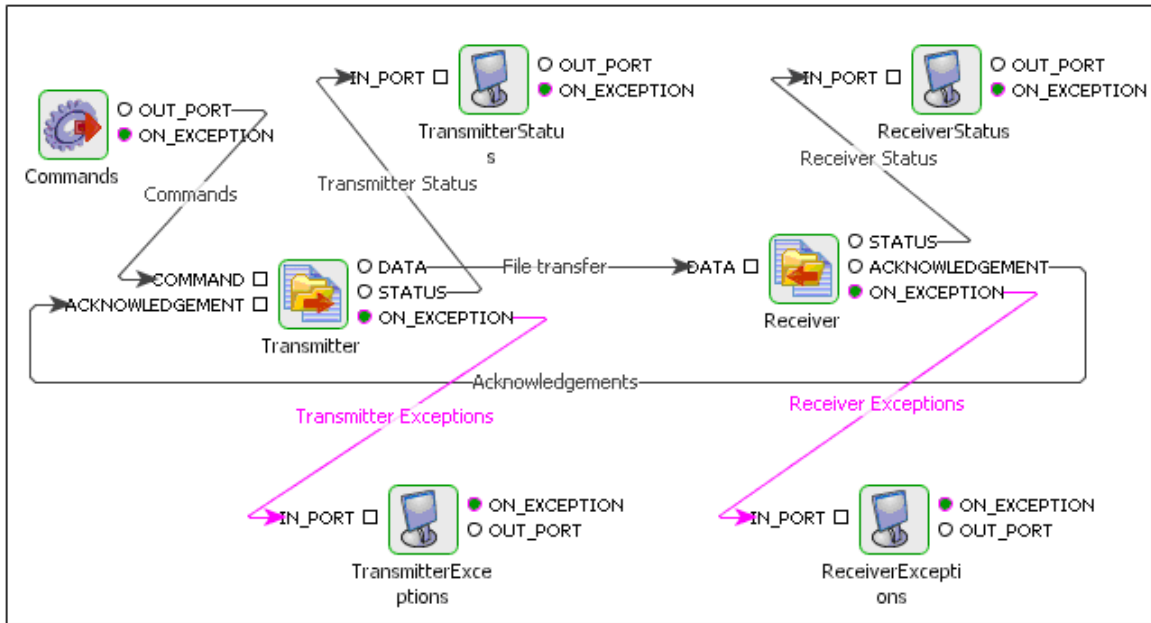 IN_PORT
OUT_PORT
ON_EXCEPTION
TransmitterStatu
s
IN_PORT
OUT_PORT
ON_EXCEPTION
ReceiverStatus
OUT_PORT
ON_EXCEPTION
Commands
Commands
Transmitter Status
Receiver Status
COMMAND
ACKNOWLEDGEMENT
DATA
STATUS
ON_EXCEPTION
Transmitter
File transfer
DATA
STATUS
ACKNOWLEDGEMENT
ON_EXCEPTION
Receiver
Acknowledgements
Transmitter Exceptions
Receiver Exceptions
IN_PORT
ON_EXCEPTION
OUT_PORT
TransmitterExce
ptions
IN_PORT
ON_EXCEPTION
OUT_PORT
ReceiverExcepti
ons